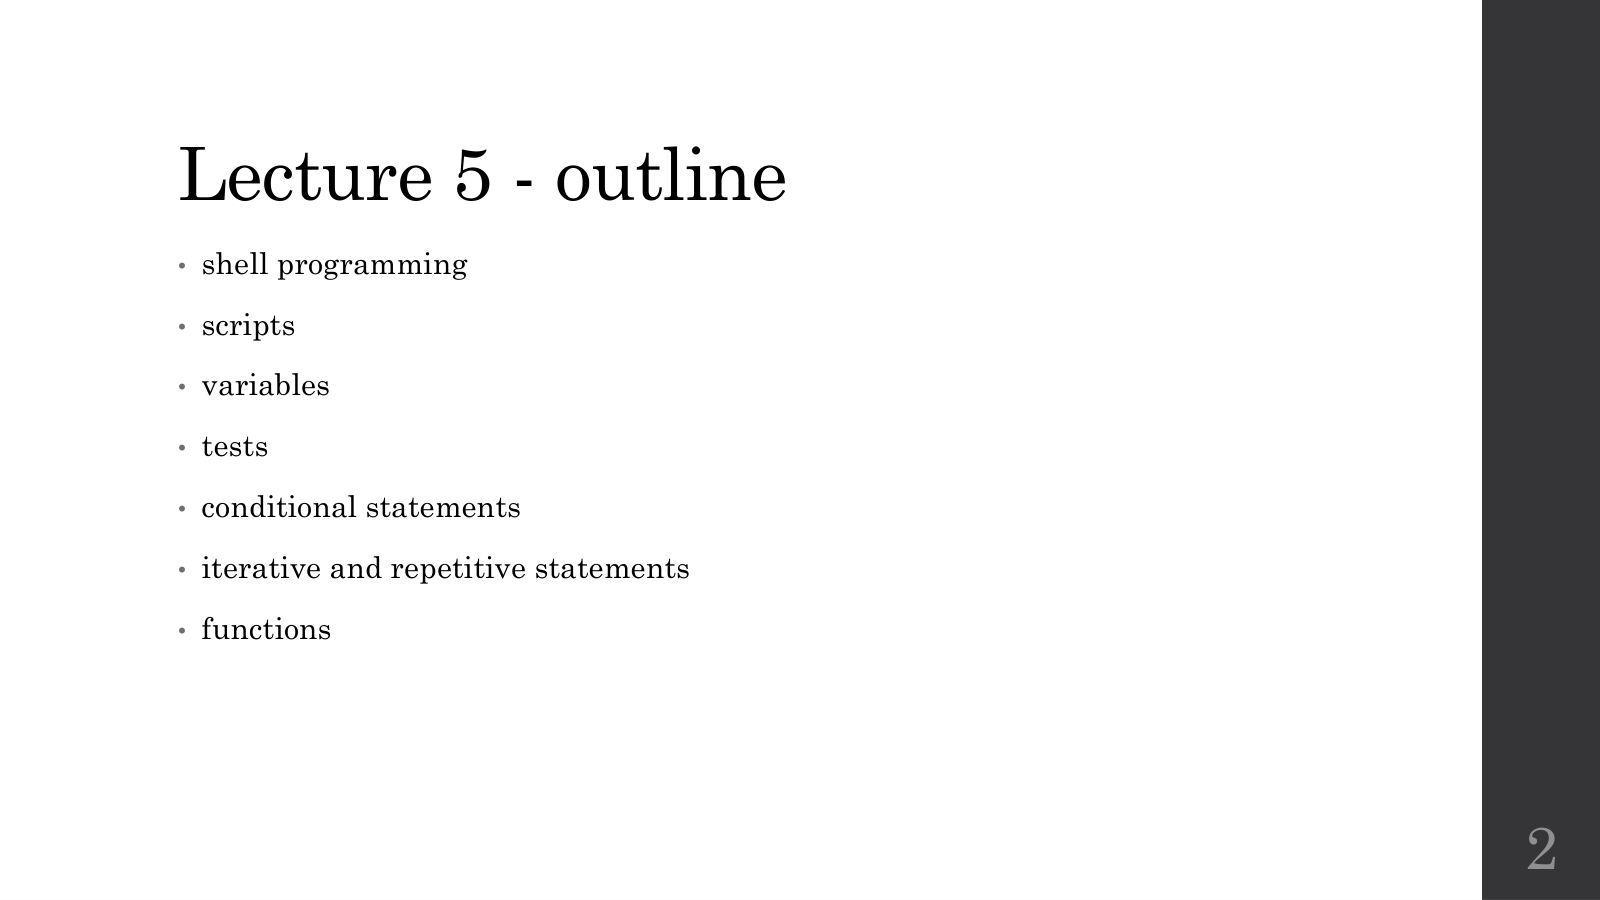 Lecture 5 - outline
• shell programming
• scripts
• variables
• tests
• conditional statements
• iterative and repetitive statements
• functions
2